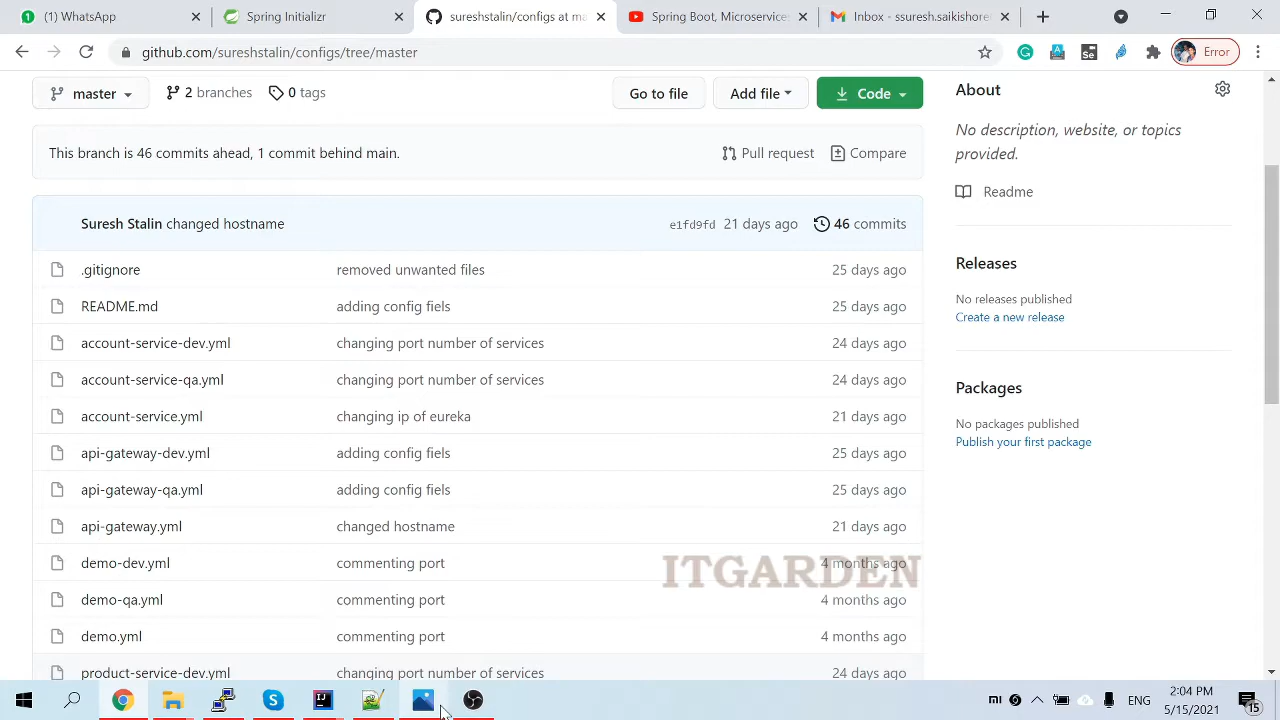 1 WhatsApp
Spring Initializr
sureshstalin/configs at m
Spring Boot, Microservices
Inbox - ssuresh.saikishore
github.com/sureshstalin/configs/tree/master
Error
master
2 branches
0 tags
Go to file
Add file
Code
This branch is 46 commits ahead, 1 commit behind main.
Pull request
Compare
Suresh Stalin changed hostname
e1fd9fd 21 days ago
46 commits
.gitignore removed unwanted files 25 days ago
README.md adding config fiels 25 days ago
account-service-dev.yml changing port number of services 24 days ago
account-service-qa.yml changing port number of services 24 days ago
account-service.yml changing ip of eureka 21 days ago
api-gateway-dev.yml adding config fiels 25 days ago
api-gateway-qa.yml adding config fiels 25 days ago
api-gateway.yml changed hostname 21 days ago
demo-dev.yml commenting port 4 months ago
demo-qa.yml commenting port 4 months ago
demo.yml commenting port 4 months ago
product-service-dev.yml changing port number of services 24 days ago
About
No description, website, or topics
provided.
Readme
Releases
No releases published
Create a new release
Packages
No packages published
Publish your first package
ITGARDEN
ENG
2:04 PM
5/15/2021
15